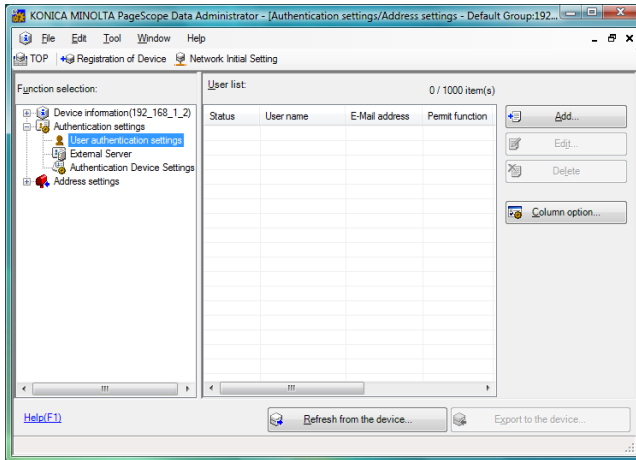 KONICA MINOLTA PageScope Data Administrator - [Authentication settings/Address settings - Default Group:192...
File Edit Tool Window Help
TOP Registration of Device Network Initial Setting
Function selection:
Device information(192_168_1_2)
Authentication settings
User authentication settings
External Server
Authentication Device Settings
Address settings
User list:
0 / 1000 item(s)
Status User name E-Mail address Permit function
Add...
Edit...
Delete
Column option...
Help(F1)
Refresh from the device...
Export to the device...